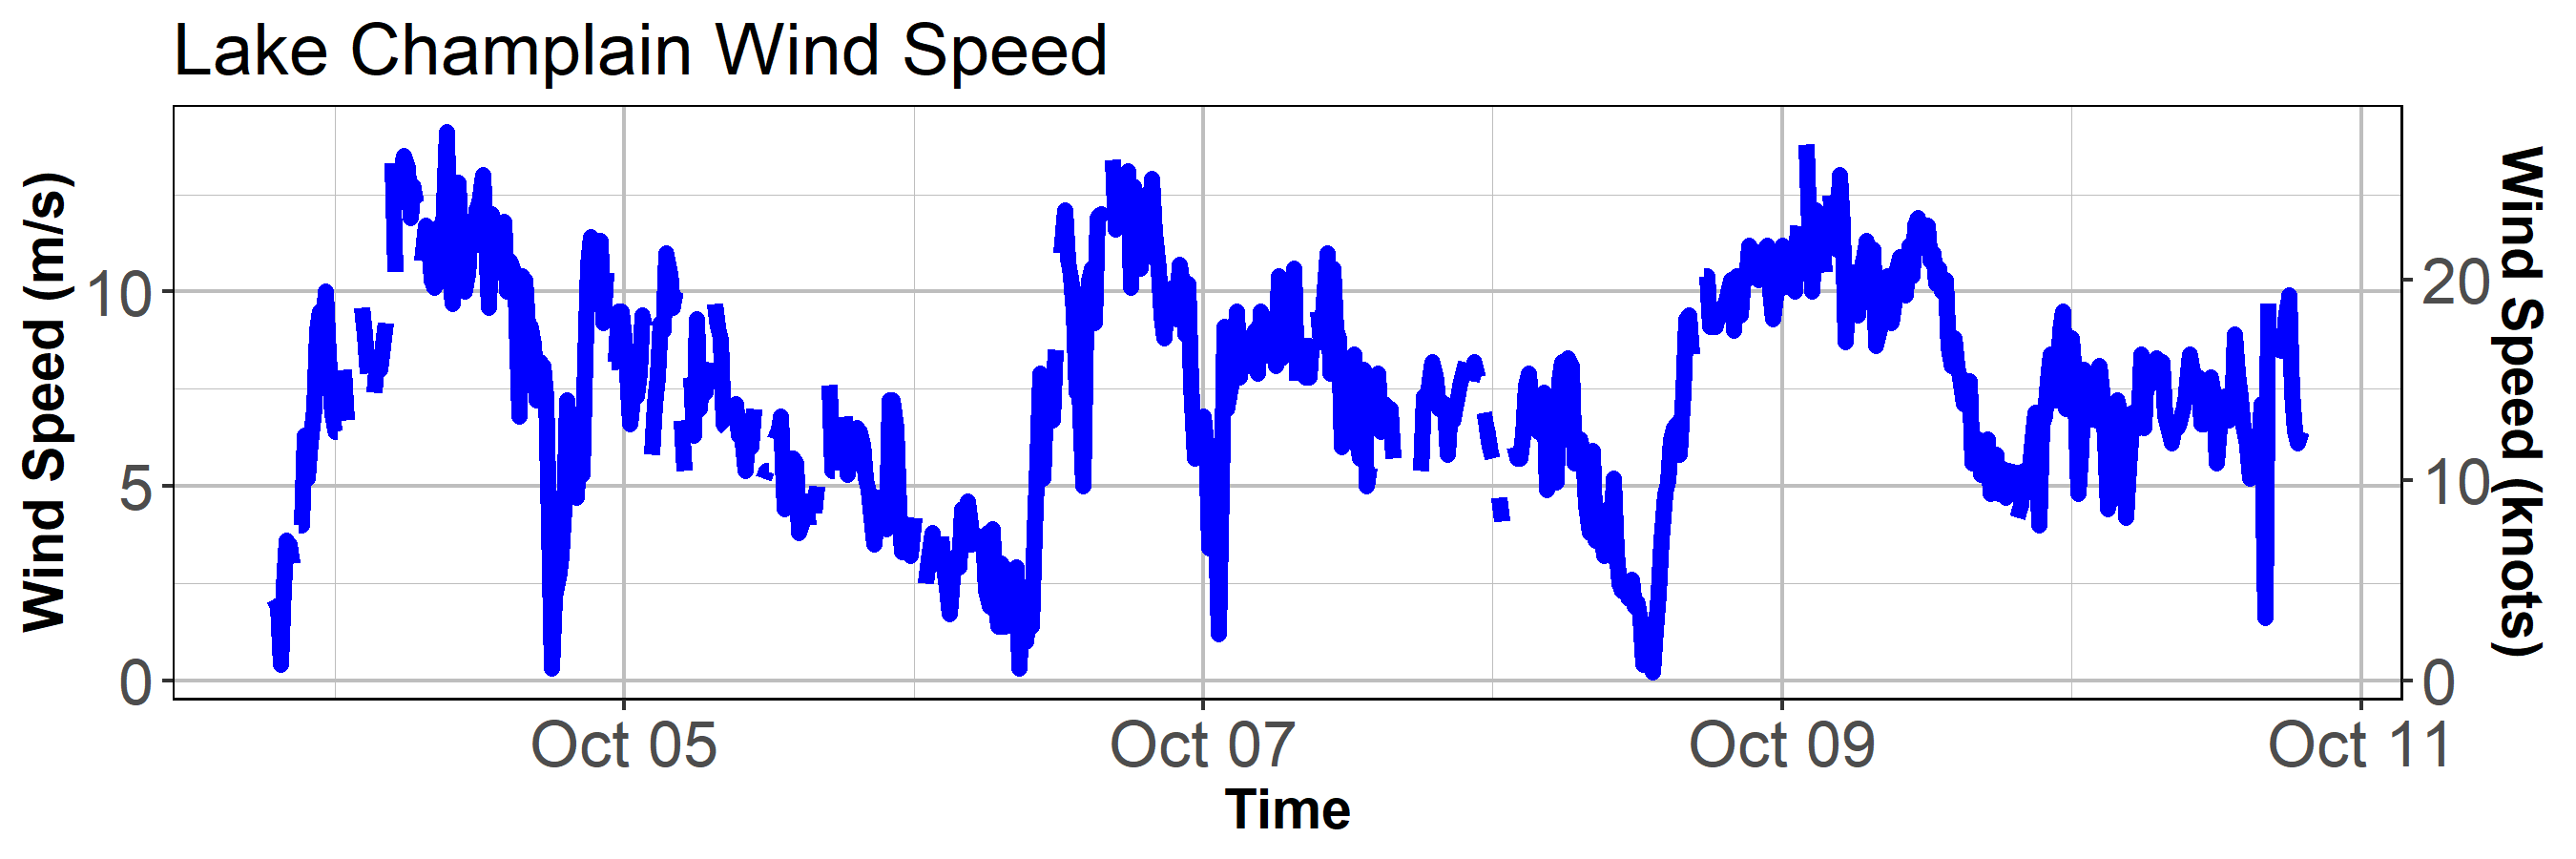 Lake Champlain Wind Speed
Wind Speed (m/s)
10
5
0
20
10
0
Wind Speed (knots)
Oct 05
Oct 07
Oct 09
Oct 11
Time